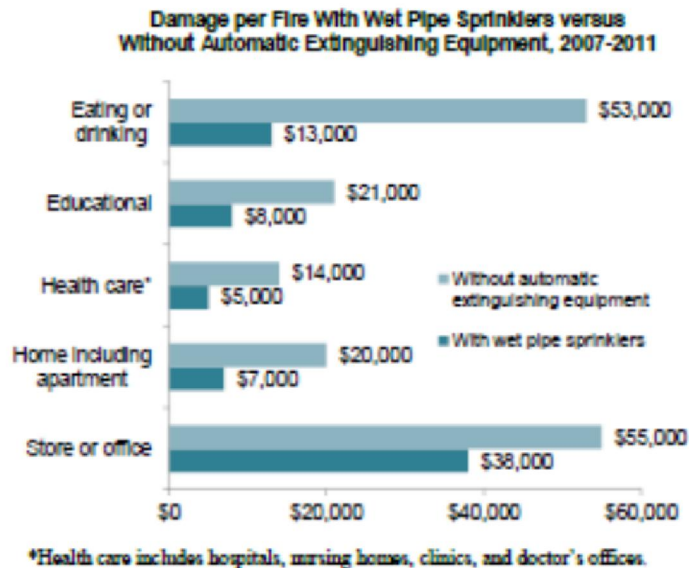 Damage per Fire With Wet Pipe Sprinklers versus
Without Automatic Extinguishing Equipment, 2007-2011
Eating or
drinking
$53,000
$13,000
Educational
$21,000
$8,000
Health care*
$14,000
$5,000
Without automatic
extinguishing equipment
With wet pipe sprinklers
Home including
apartment
$20,000
$7,000
Store or office
$55,000
$38,000
$0 $20,000 $40,000 $60,000
*Health care includes hospitals, nursing homes, clinics, and doctor's offices.